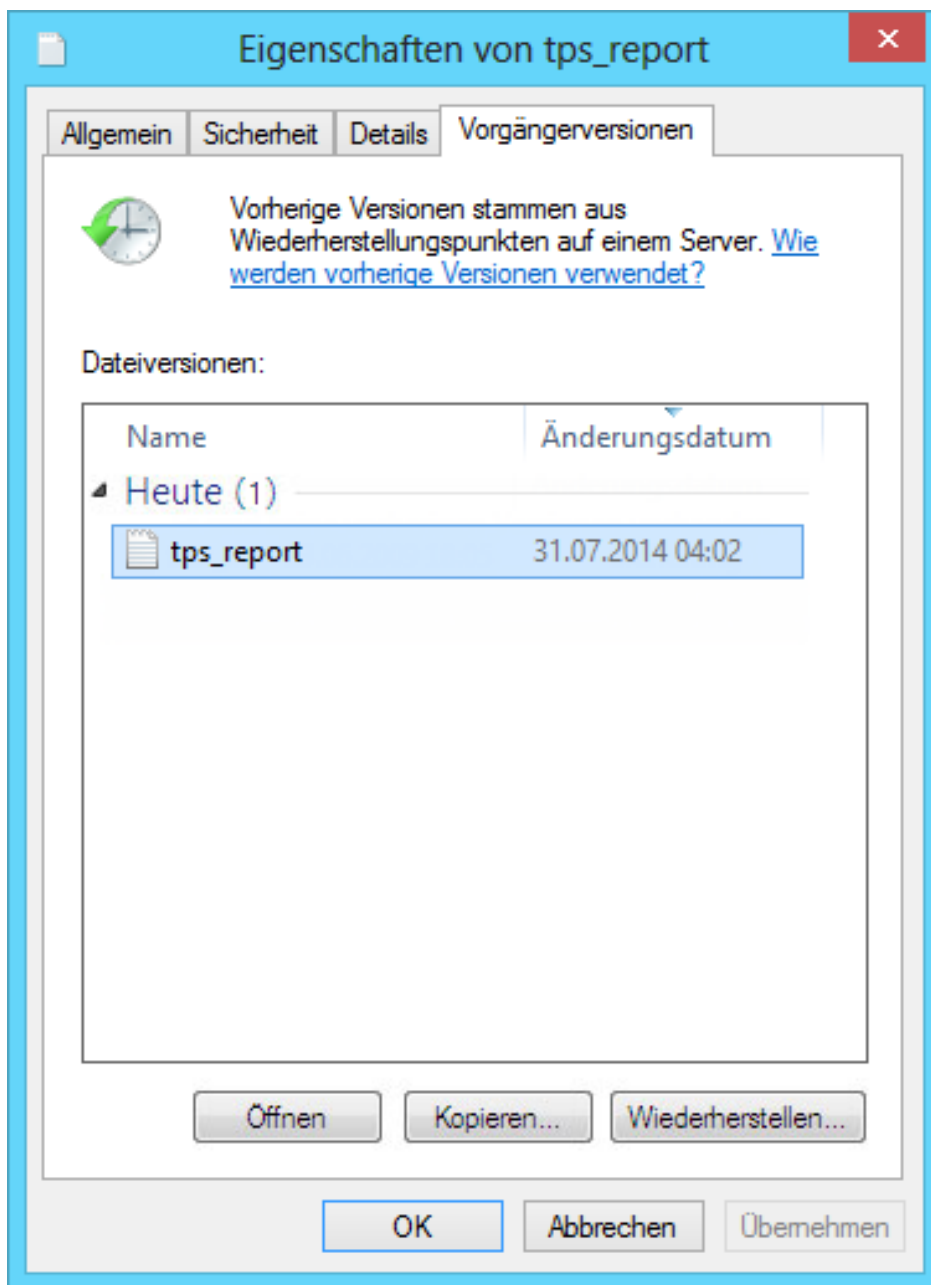 Eigenschaften von tps_report
Allgemein Sicherheit Details Vorgängerversionen
Vorherige Versionen stammen aus
Wiederherstellungspunkten auf einem Server. Wie
werden vorherige Versionen verwendet?
Dateiversionen:
Name Änderungsdatum
Heute (1)
tps_report 31.07.2014 04:02
Öffnen Kopieren... Wiederherstellen...
OK Abbrechen Übernehmen